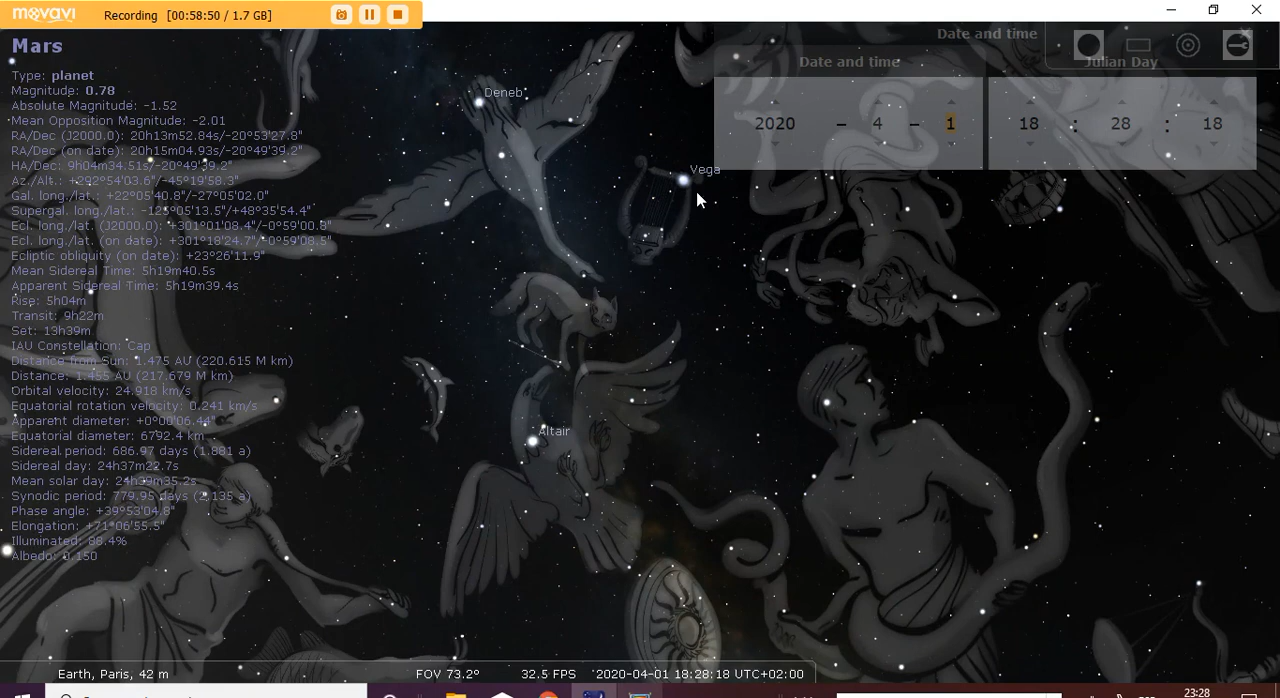 movavi
Recording [00:58:50 / 1.7 GB]
Mars
Type: planet
Magnitude: 0.78
Absolute Magnitude: -1.52
Mean Opposition Magnitude: -2.01
RA/Dec (J2000.0): 20h13m52.84s/-20°53'27.8"
RA/Dec (on date): 20h15m04.93s/-20°49'39.2"
HA/Dec: 9h04m34.51s/-20°49'39.2"
Az./Alt.: +292°54'03.6"/-45°19'58.3"
Gal. long./lat.: +22°05'40.8"/-27°05'02.0"
Supergal. long./lat.: -125°05'13.5"/+48°35'54.4"
Ecl. long./lat. (J2000.0): +301°01'08.4"/-0°59'00.8"
Ecl. long./lat. (on date): +301°18'24.7"/-0°59'08.5"
Ecliptic obliquity (on date): +23°26'11.9"
Mean Sidereal Time: 5h19m40.5s
Apparent Sidereal Time: 5h19m39.4s
Rise: 5h04m
Transit: 9h22m
Set: 13h39m
IAU Constellation: Cap
Distance from Sun: 1.475 AU (220.615 M km)
Distance: 1.455 AU (217.679 M km)
Orbital velocity: 24.918 km/s
Equatorial rotation velocity: 0.241 km/s
Apparent diameter: +0°00'06.44"
Equatorial diameter: 6792.4 km
Sidereal period: 686.97 days (1.881 a)
Sidereal day: 24h37m22.7s
Mean solar day: 24h39m35.2s
Synodic period: 779.95 days (2.135 a)
Phase angle: +39°53'04.8"
Elongation: +71°06'55.5"
Illuminated: 88.4%
Albedo: 0.150
Date and time
Date and time
Julian Day
2020 - 4 - 1 18 : 28 : 18
Deneb
Vega
Altair
Earth, Paris, 42 m FOV 73.2° 32.5 FPS 2020-04-01 18:28:18 UTC+02:00
23:28